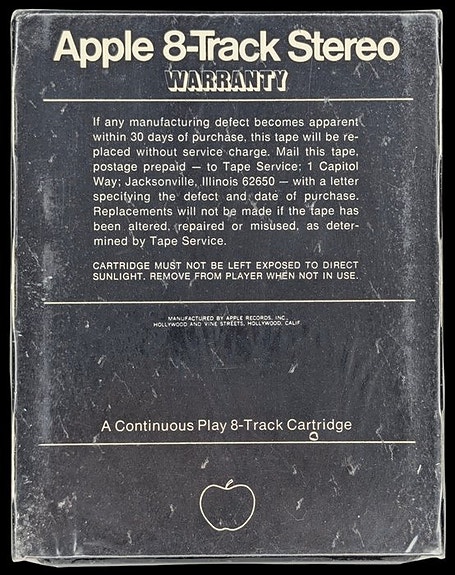 Apple 8-Track Stereo
WARRANTY
If any manufacturing defect becomes apparent
within 30 days of purchase, this tape will be re-
placed without service charge. Mail this tape,
postage prepaid — to Tape Service; 1 Capitol
Way; Jacksonville, Illinois 62650 — with a letter
specifying the defect and date of purchase.
Replacements will not be made if the tape has
been altered, repaired or misused, as deter-
mined by Tape Service.
CARTRIDGE MUST NOT BE LEFT EXPOSED TO DIRECT
SUNLIGHT. REMOVE FROM PLAYER WHEN NOT IN USE.
MANUFACTURED BY APPLE RECORDS, INC.,
HOLLYWOOD AND VINE STREETS, HOLLYWOOD, CALIF.
A Continuous Play 8-Track Cartridge